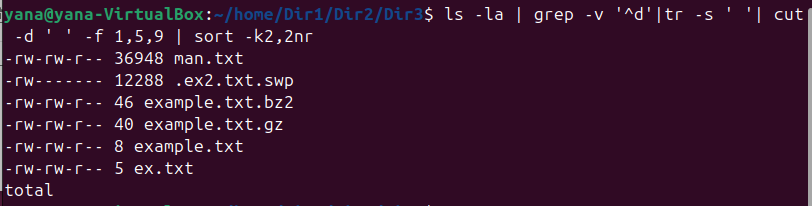 yana@yana-VirtualBox:~/home/Dir1/Dir2/Dir3$ ls -la | grep -v '^d'|tr -s ' '| cut
 -d ' ' -f 1,5,9 | sort -k2,2nr
-rw-rw-r-- 36948 man.txt
-rw------- 12288 .ex2.txt.swp
-rw-rw-r-- 46 example.txt.bz2
-rw-rw-r-- 40 example.txt.gz
-rw-rw-r-- 8 example.txt
-rw-rw-r-- 5 ex.txt
total